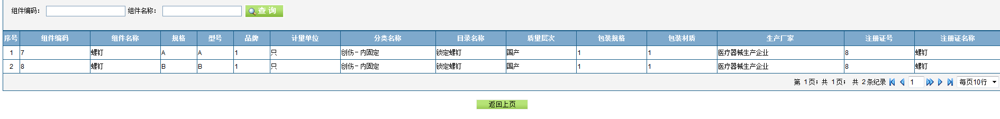 组件编码： 组件名称： 查 询
序号 组件编码 组件名称 规格 型号 品牌 计量单位 分类名称 目录名称 质量层次 包装规格 包装材质 生产厂家 注册证号 注册证名称
1 7 螺钉 A A 1 只 创伤－内固定 锁定螺钉 国产 1 1 医疗器械生产企业 8 螺钉
2 8 螺钉 B B 1 只 创伤－内固定 锁定螺钉 国产 1 1 医疗器械生产企业 8 螺钉
第 1页；共 1页； 共 2条纪录 1 每页10行
返回上页